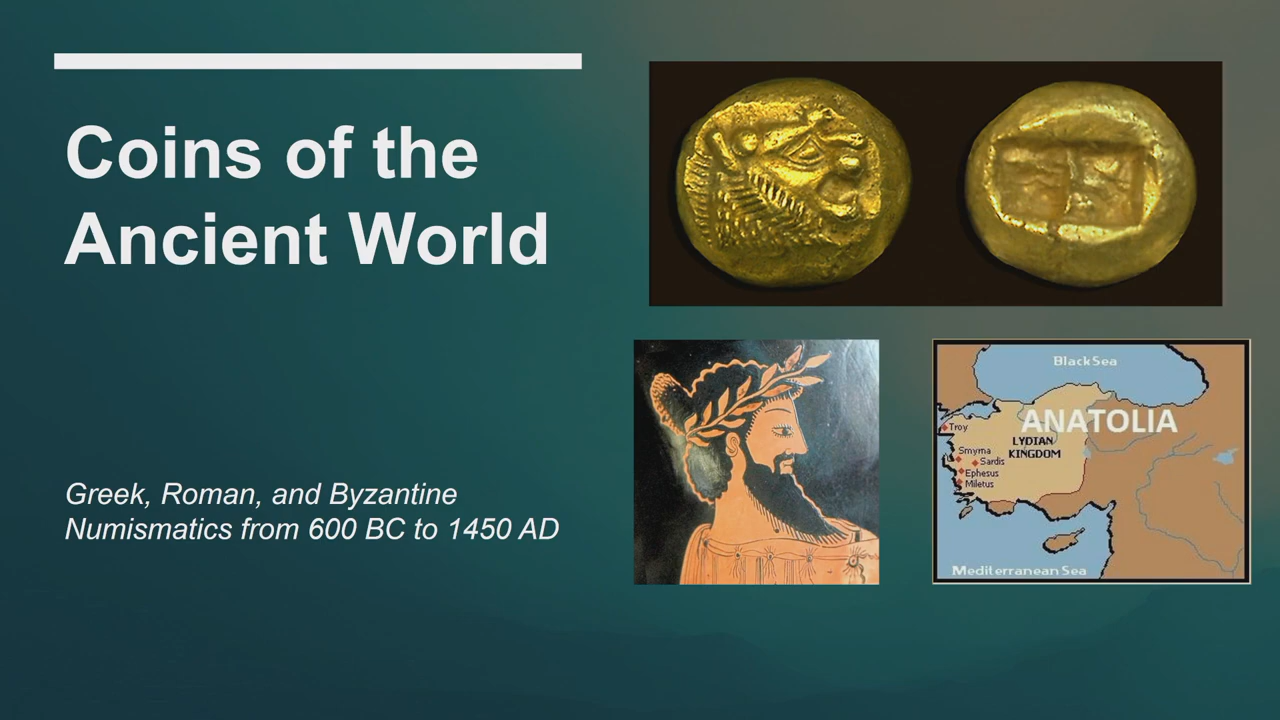 Coins of the
Ancient World
Greek, Roman, and Byzantine
Numismatics from 600 BC to 1450 AD
Black Sea
ANATOLIA
Troy
LYDIAN
KINGDOM
Smyrna
Sardis
Ephesus
Miletus
Mediterranean Sea